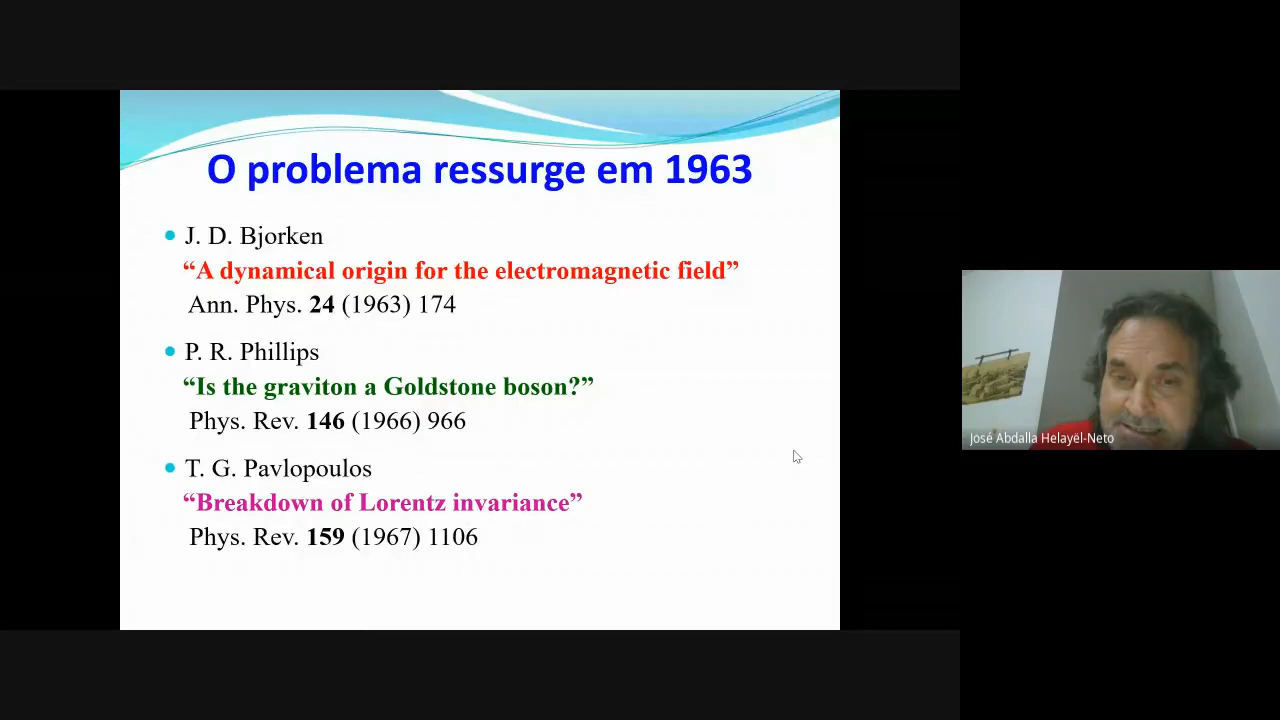 O problema ressurge em 1963
J. D. Bjorken
“A dynamical origin for the electromagnetic field”
Ann. Phys. 24 (1963) 174
P. R. Phillips
“Is the graviton a Goldstone boson?”
Phys. Rev. 146 (1966) 966
T. G. Pavlopoulos
“Breakdown of Lorentz invariance”
Phys. Rev. 159 (1967) 1106
José Abdalla Helayël-Neto